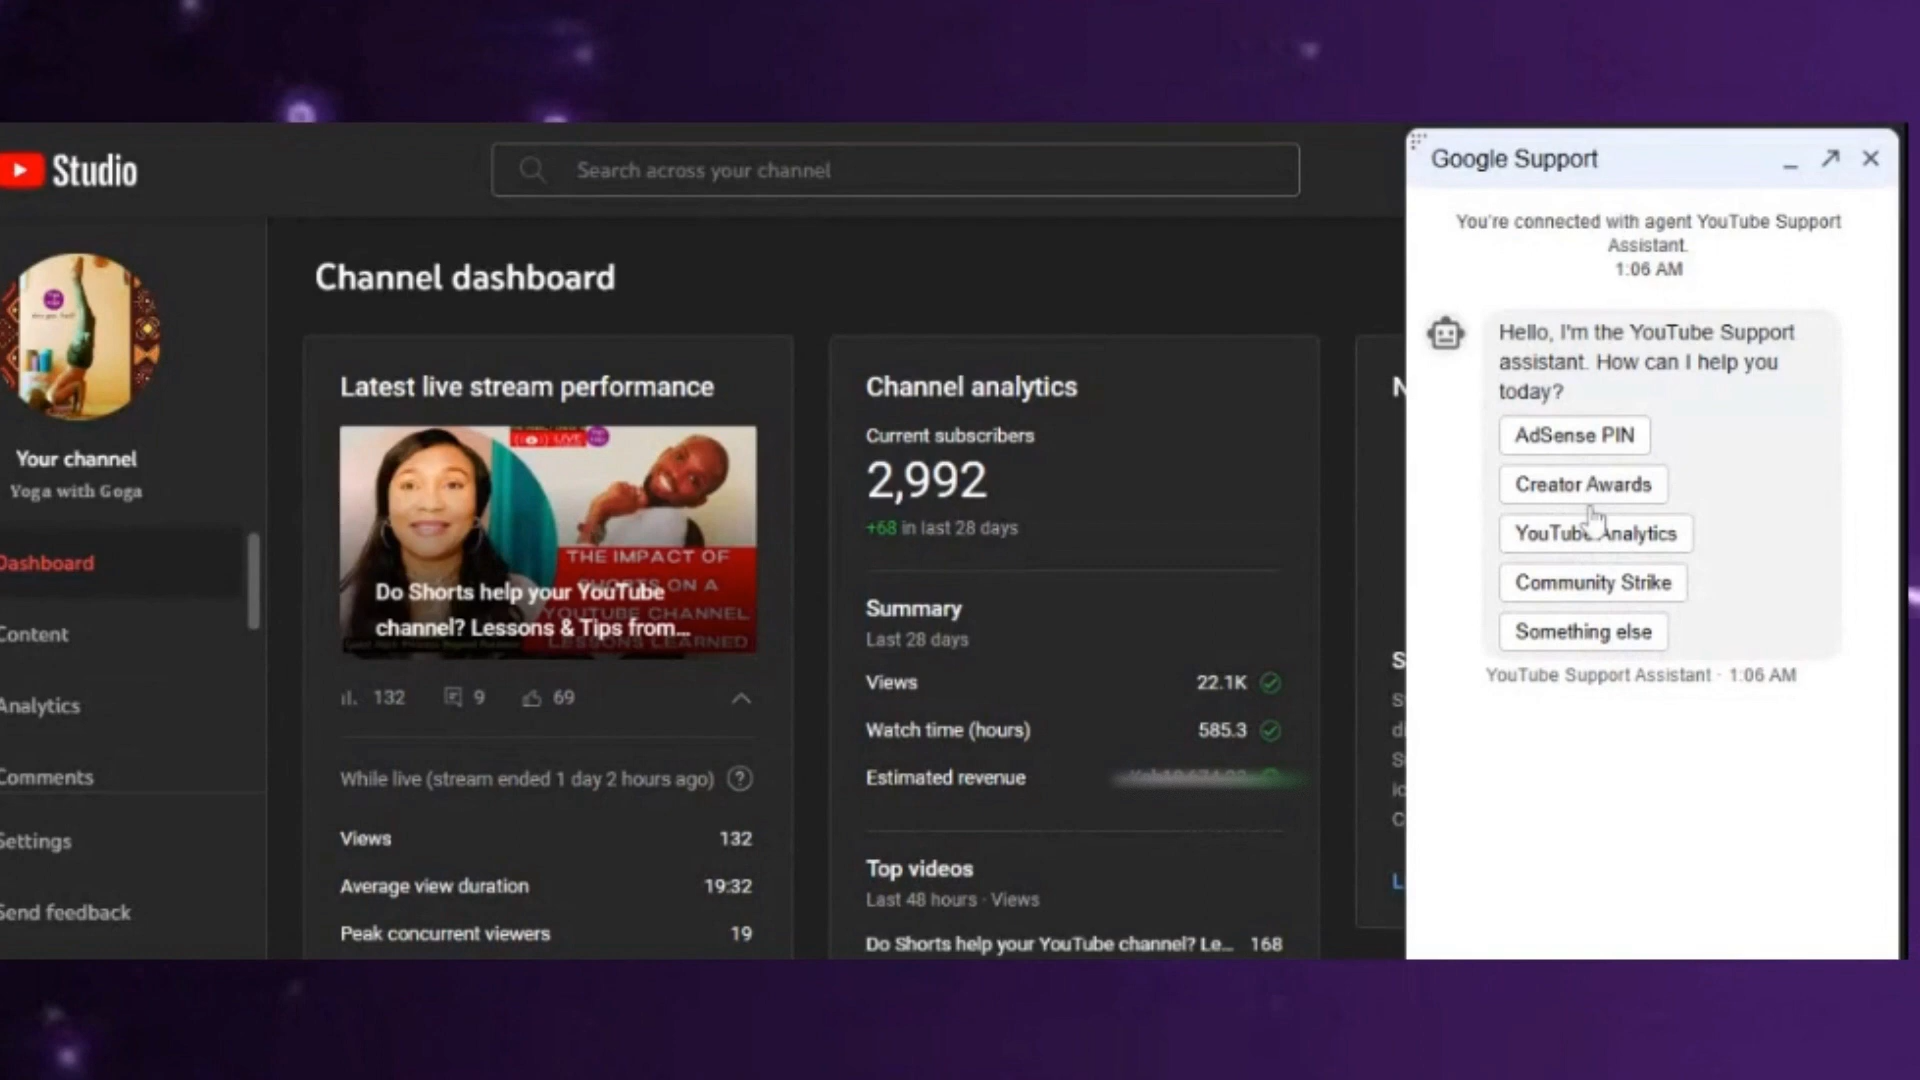 Studio
Search across your channel
Your channel
Yoga with Goga
Dashboard
Content
Analytics
Comments
Settings
Send feedback
Channel dashboard
Latest live stream performance
LIVE
THE IMPACT OF
SHORTS ON A
YOUTUBE CHANNEL
LESSONS LEARNED
Do Shorts help your YouTube
channel? Lessons & Tips from...
132 9 69
While live (stream ended 1 day 2 hours ago) ?
Views 132
Average view duration 19:32
Peak concurrent viewers 19
Channel analytics
Current subscribers
2,992
+68 in last 28 days
Summary
Last 28 days
Views 22.1K
Watch time (hours) 585.3
Estimated revenue
Top videos
Last 48 hours · Views
Do Shorts help your YouTube channel? Le... 168
Google Support
You're connected with agent YouTube Support
Assistant.
1:06 AM
Hello, I'm the YouTube Support
assistant. How can I help you
today?
AdSense PIN
Creator Awards
YouTube Analytics
Community Strike
Something else
YouTube Support Assistant · 1:06 AM